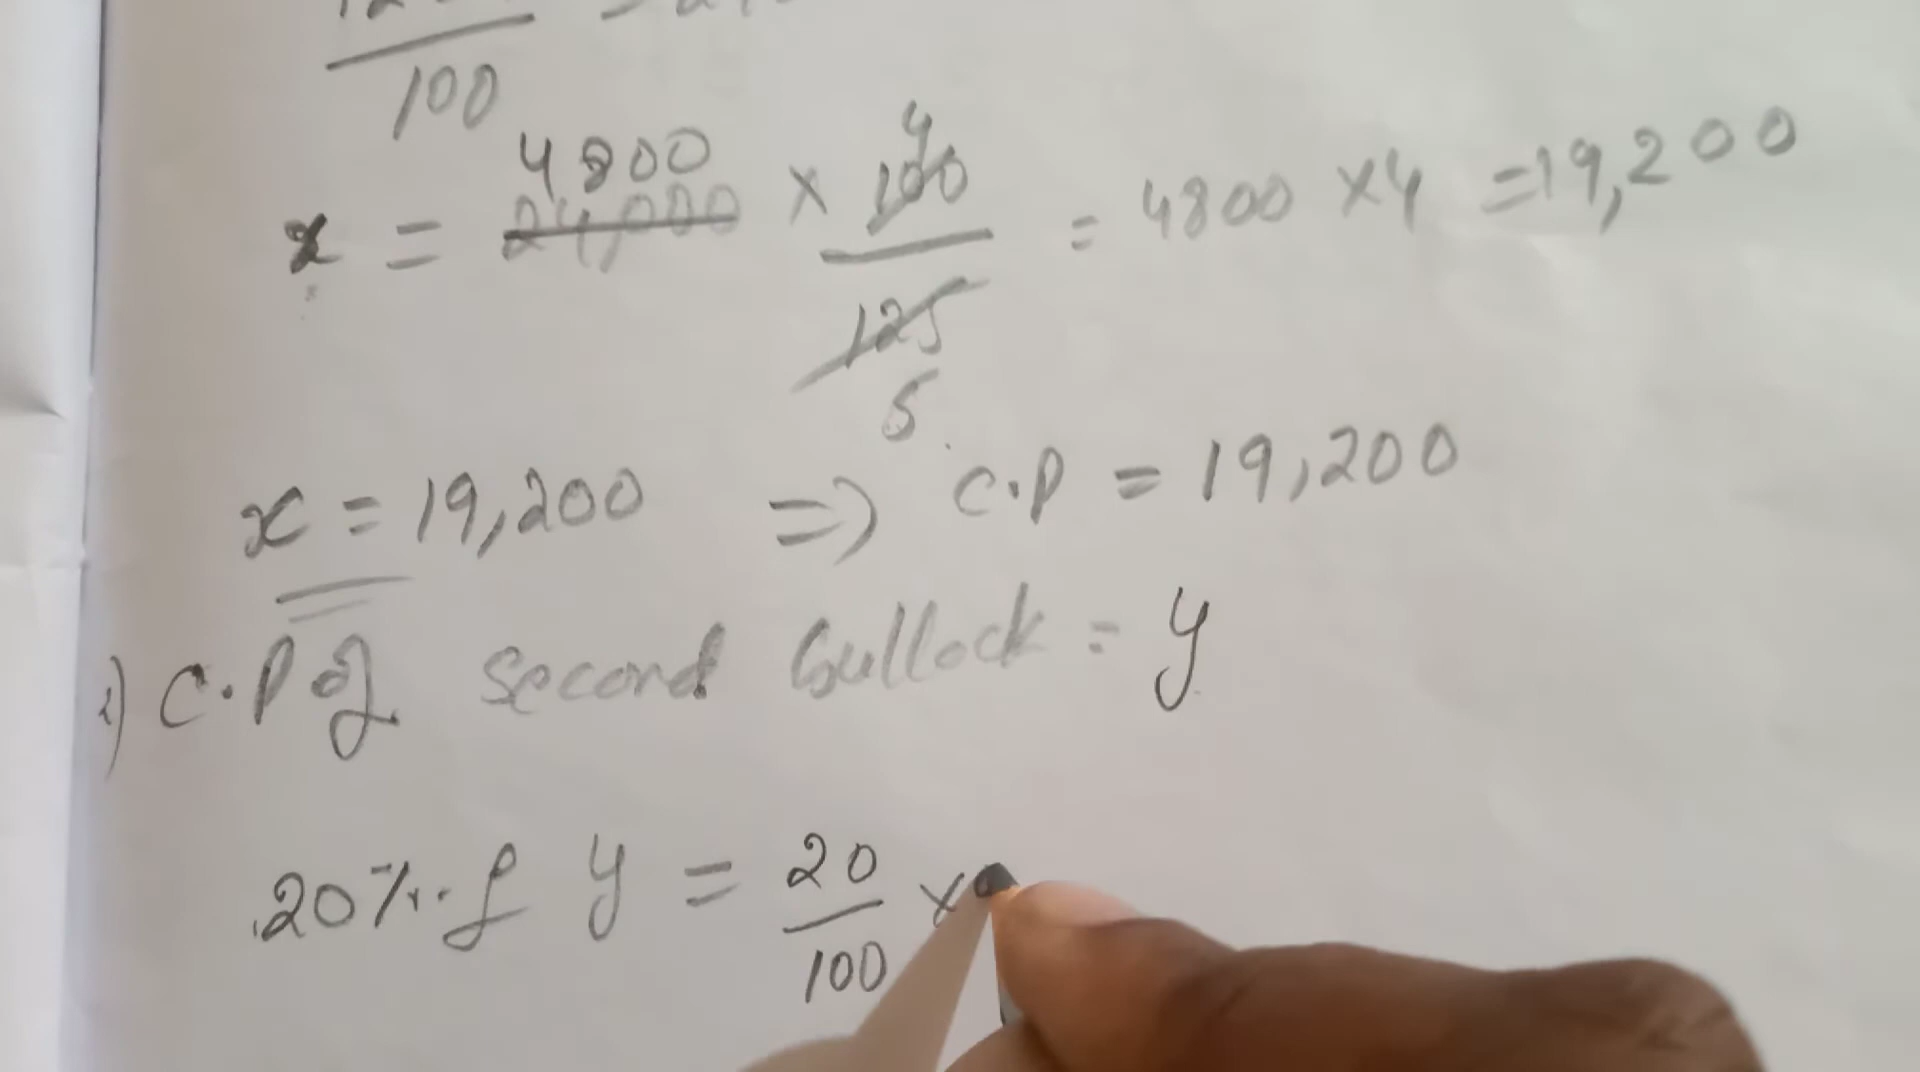 100
4800
x = 24,000 × 100/125 = 4800 × 4 = 19,200
4
5
x = 19,200 => C.P = 19,200
C.P of second bullock = y
20% of y = 20/100 ×